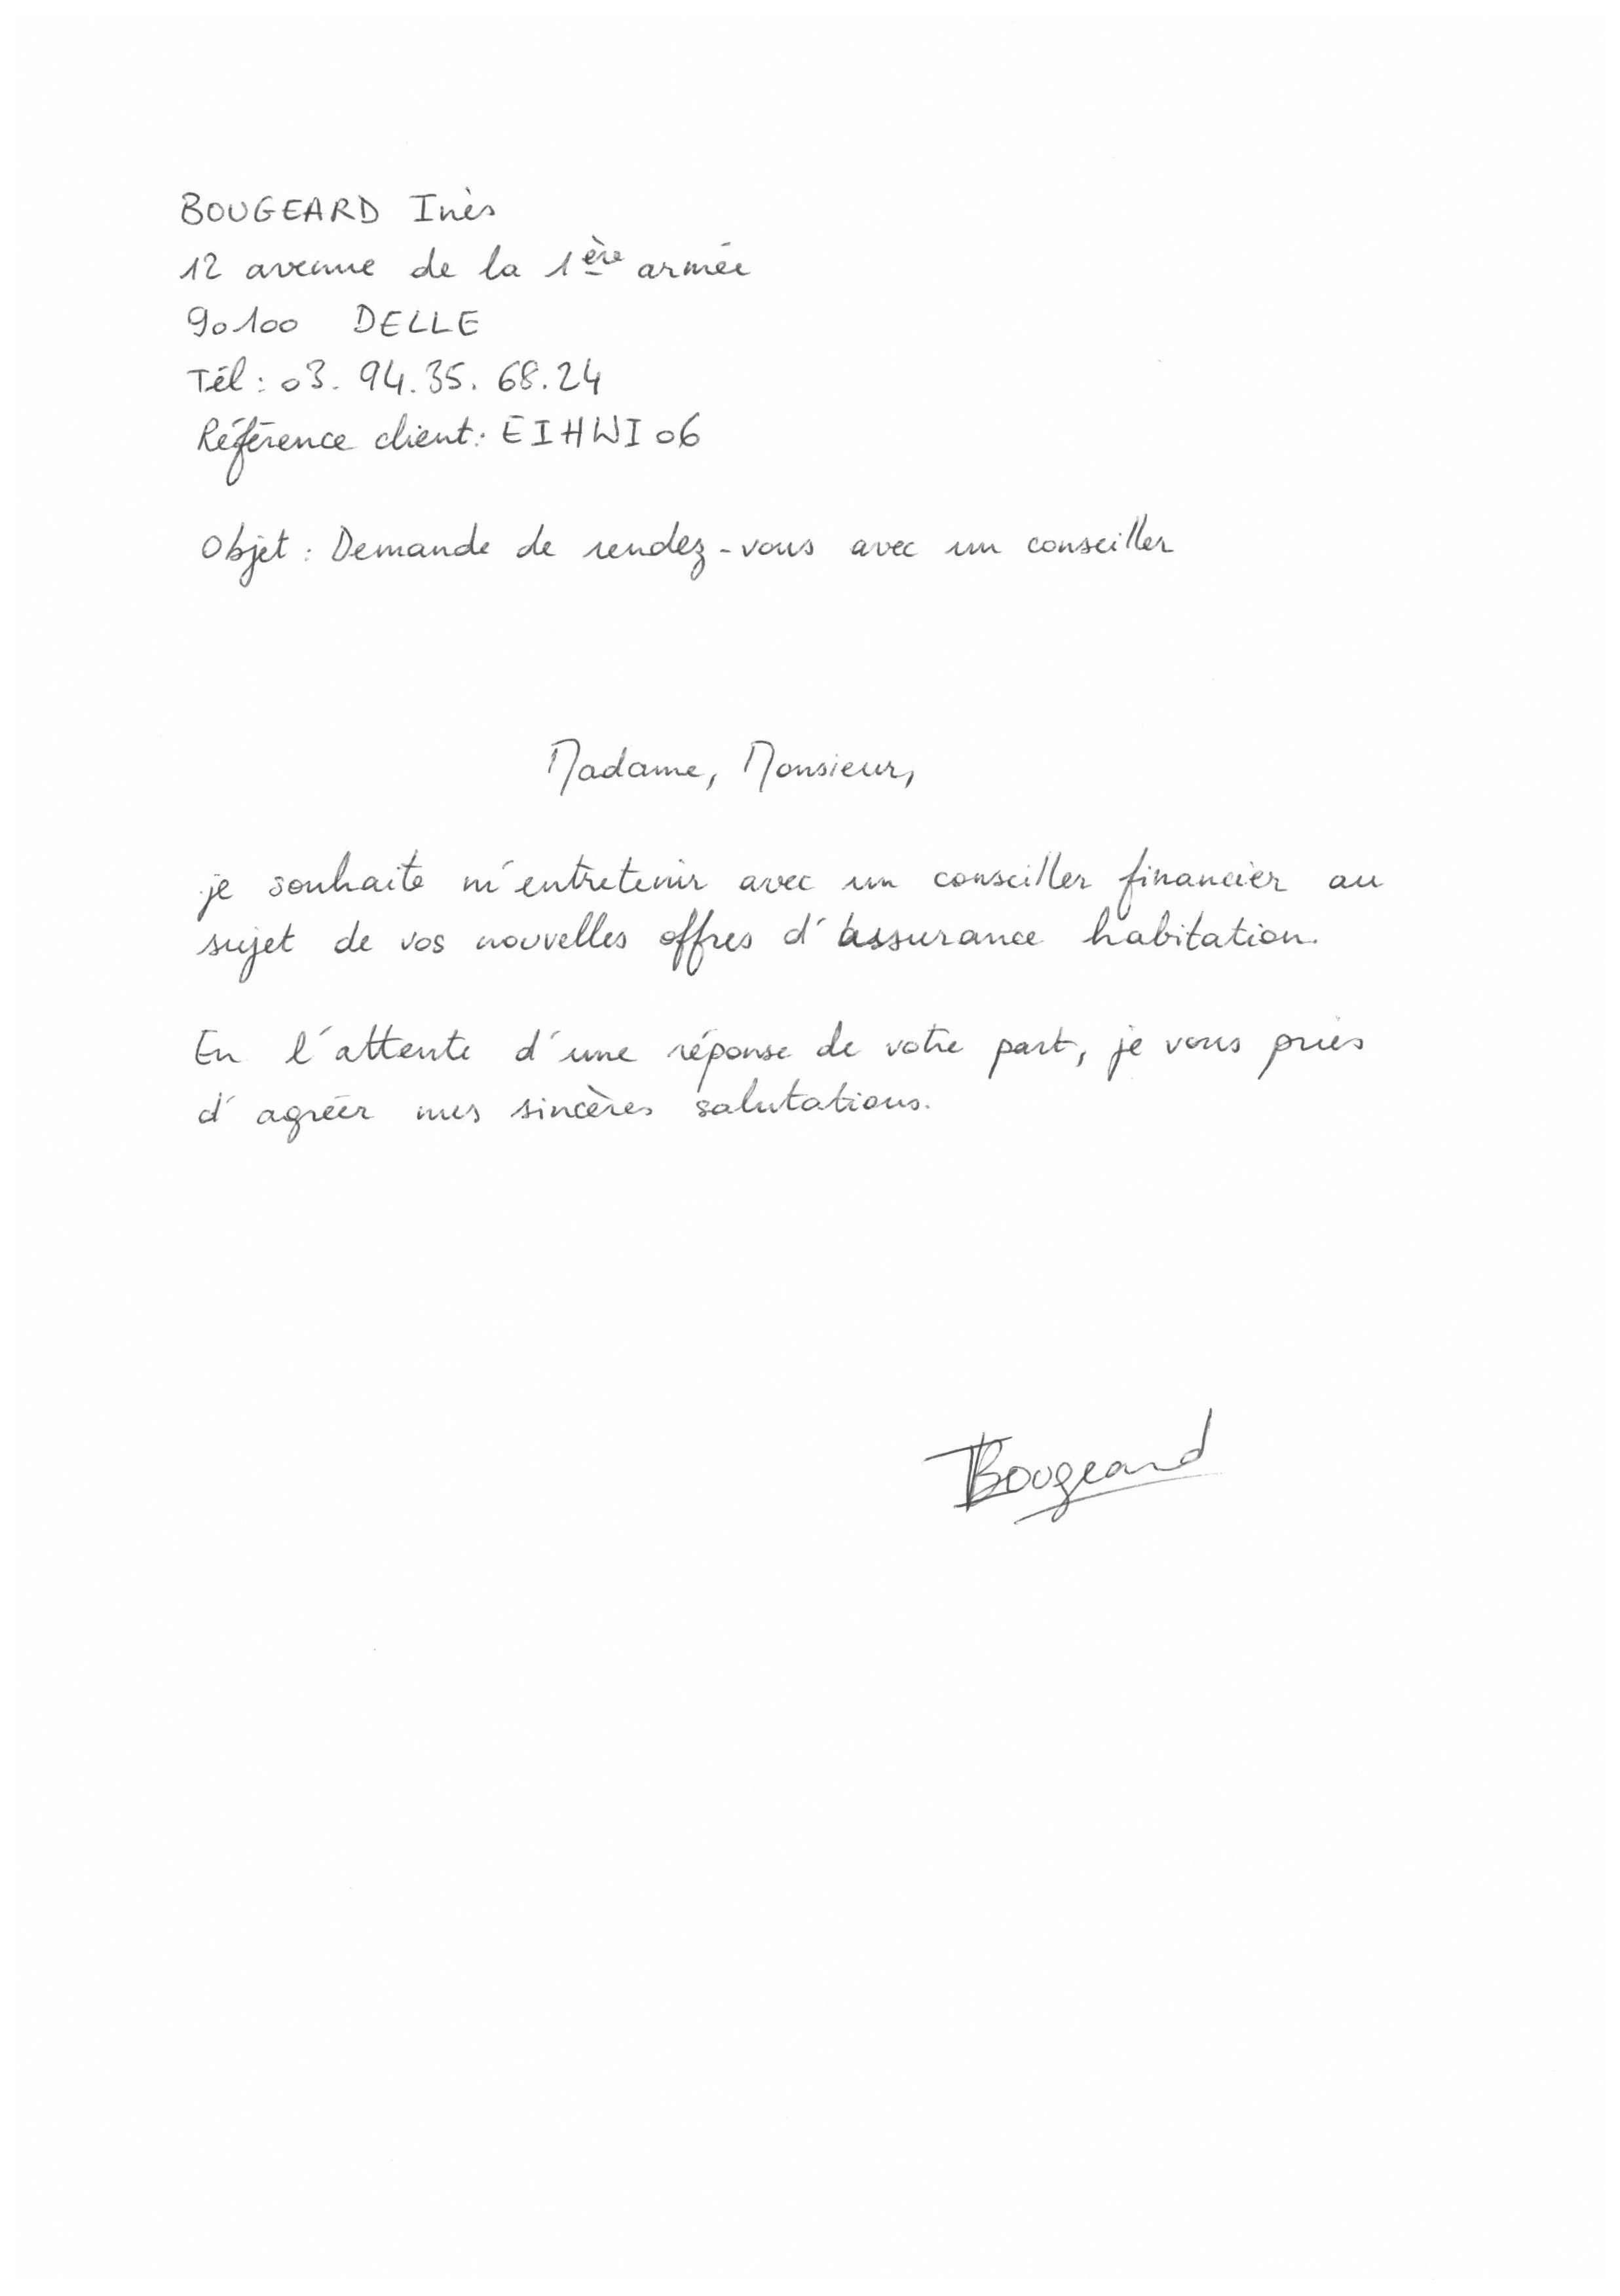 BOUGEARD Inès
12 avenue de la 1ère armée
90100 DELLE
Tél : 03. 94. 35. 68. 24
Référence client : EIHWI06
Objet : Demande de rendez-vous avec un conseiller
Madame, Monsieur,
je souhaite m'entretenir avec un conseiller financier au
sujet de vos nouvelles offres d'assurance habitation.
En l'attente d'une réponse de votre part, je vous pries
d'agréer mes sincères salutations.
Bougeard